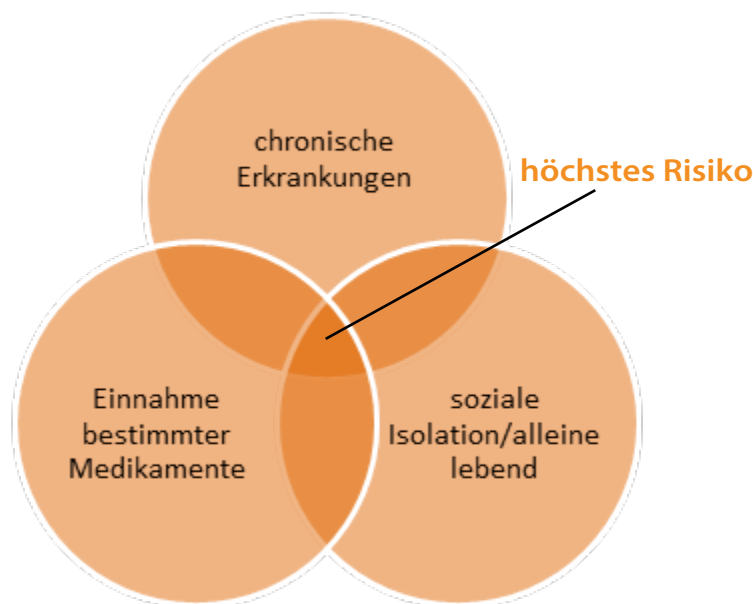 chronische
Erkrankungen
höchstes Risiko
Einnahme
bestimmter
Medikamente
soziale
Isolation/alleine
lebend